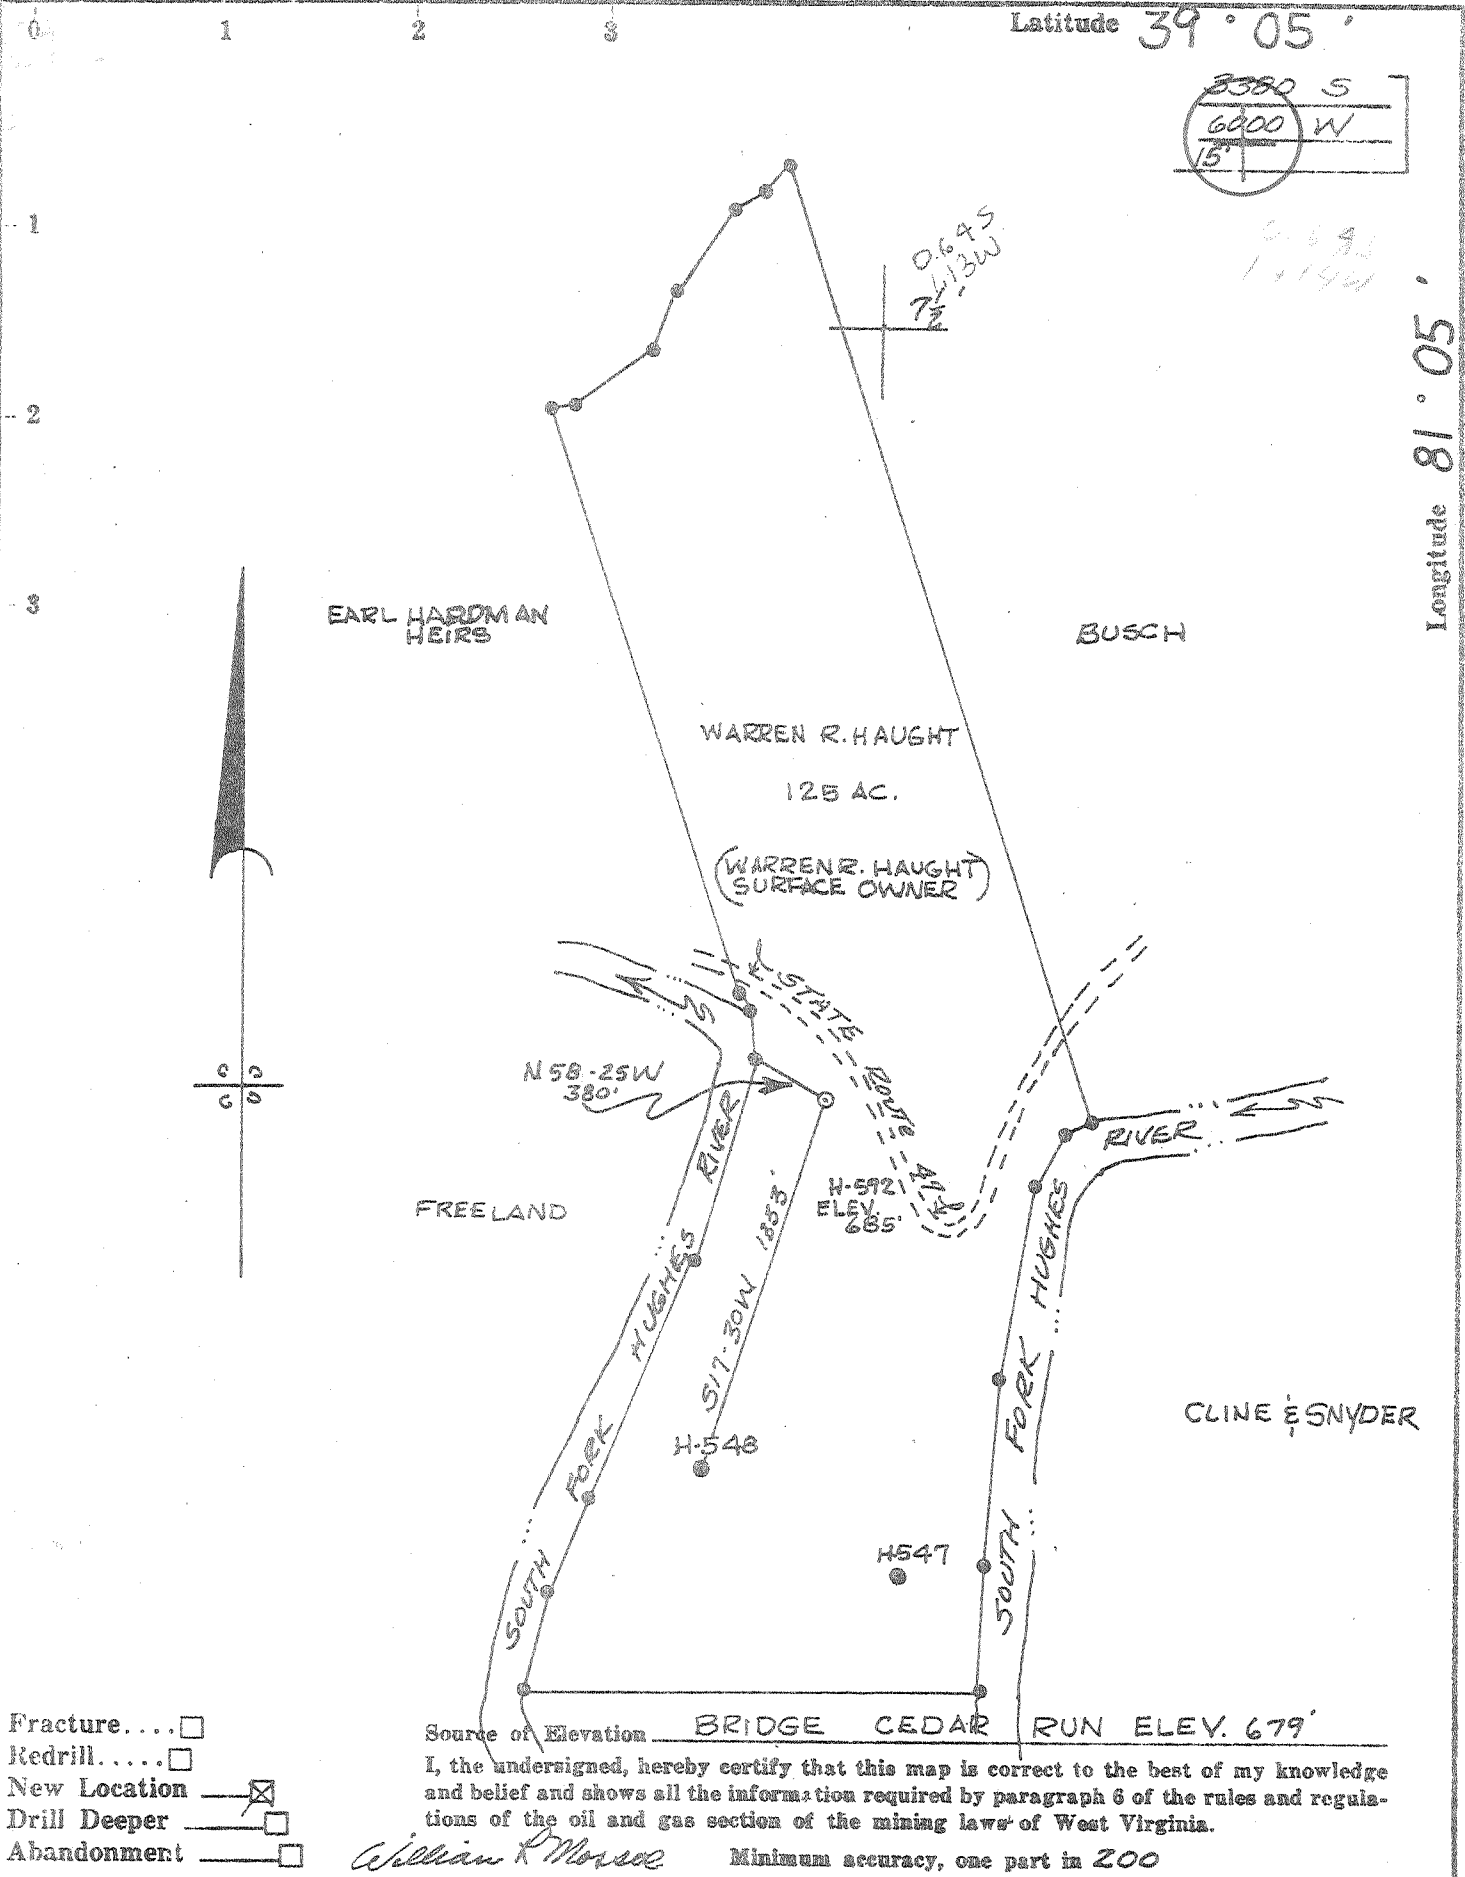 0 1 2 3
Latitude 39 ° 05 '
3380 S
6000 W
15'
1
0.64 S
1.13W
7½'
2
Longitude 81 ° 05 '
3
EARL HARDMAN
HEIRS
BUSCH
WARREN R. HAUGHT
125 AC.
(WARREN R. HAUGHT
SURFACE OWNER)
STATE ROUTE 47
N 58-25W
380'
RIVER
RIVER
H-592
ELEV.
685'
FREELAND
S17-30W 1853'
SOUTH FORK HUGHES
SOUTH FORK HUGHES
H-548
CLINE & SNYDER
H547
Fracture....
Redrill.....
New Location
Drill Deeper
Abandonment
Source of Elevation BRIDGE CEDAR RUN ELEV. 679'
I, the undersigned, hereby certify that this map is correct to the best of my knowledge
and belief and shows all the information required by paragraph 6 of the rules and regula-
tions of the oil and gas section of the mining laws of West Virginia.
William R
Minimum accuracy, one part in 200